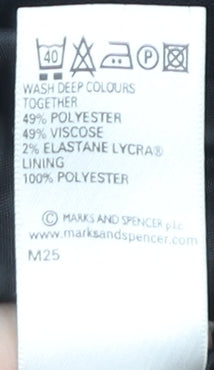 40 P
WASH DEEP COLOURS
TOGETHER
49% POLYESTER
49% VISCOSE
2% ELASTANE LYCRA®
LINING
100% POLYESTER
© MARKS AND SPENCER p.l.c.
www.marksandspencer.com
M25